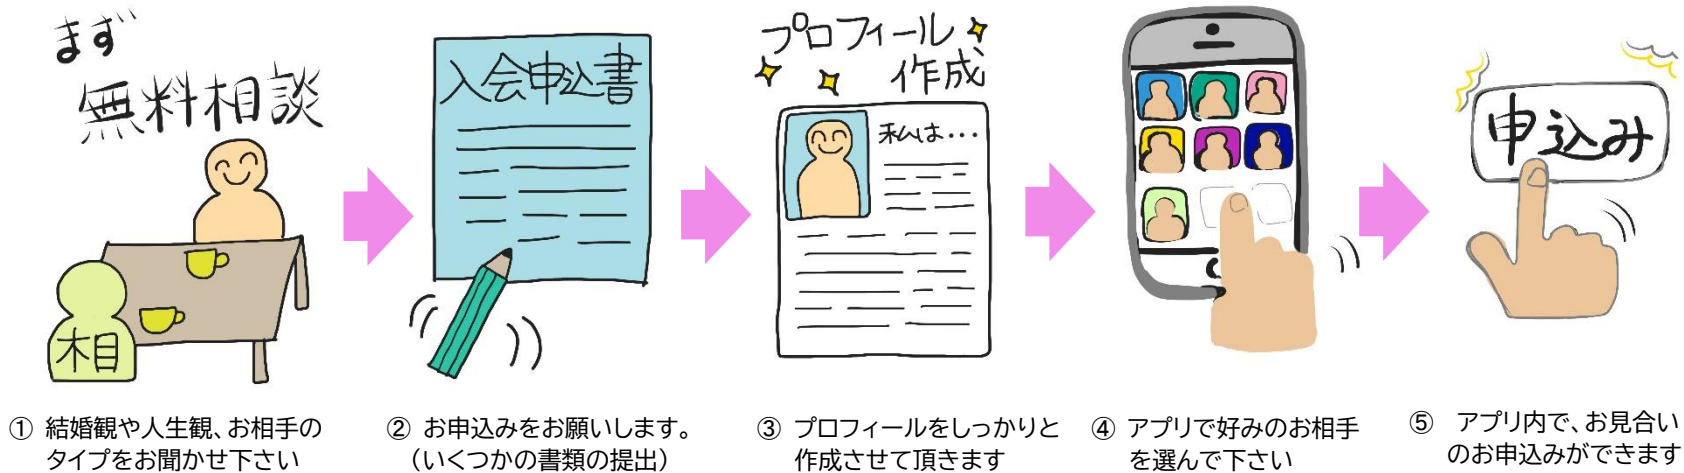 まず
無料相談
相
入会申込書
プロフィール
作成
私は・・・
申込み
① 結婚観や人生観、お相手の
タイプをお聞かせ下さい
② お申込みをお願いします。
（いくつかの書類の提出）
③ プロフィールをしっかりと
作成させて頂きます
④ アプリで好みのお相手
を選んで下さい
⑤ アプリ内で、お見合い
のお申込みができます